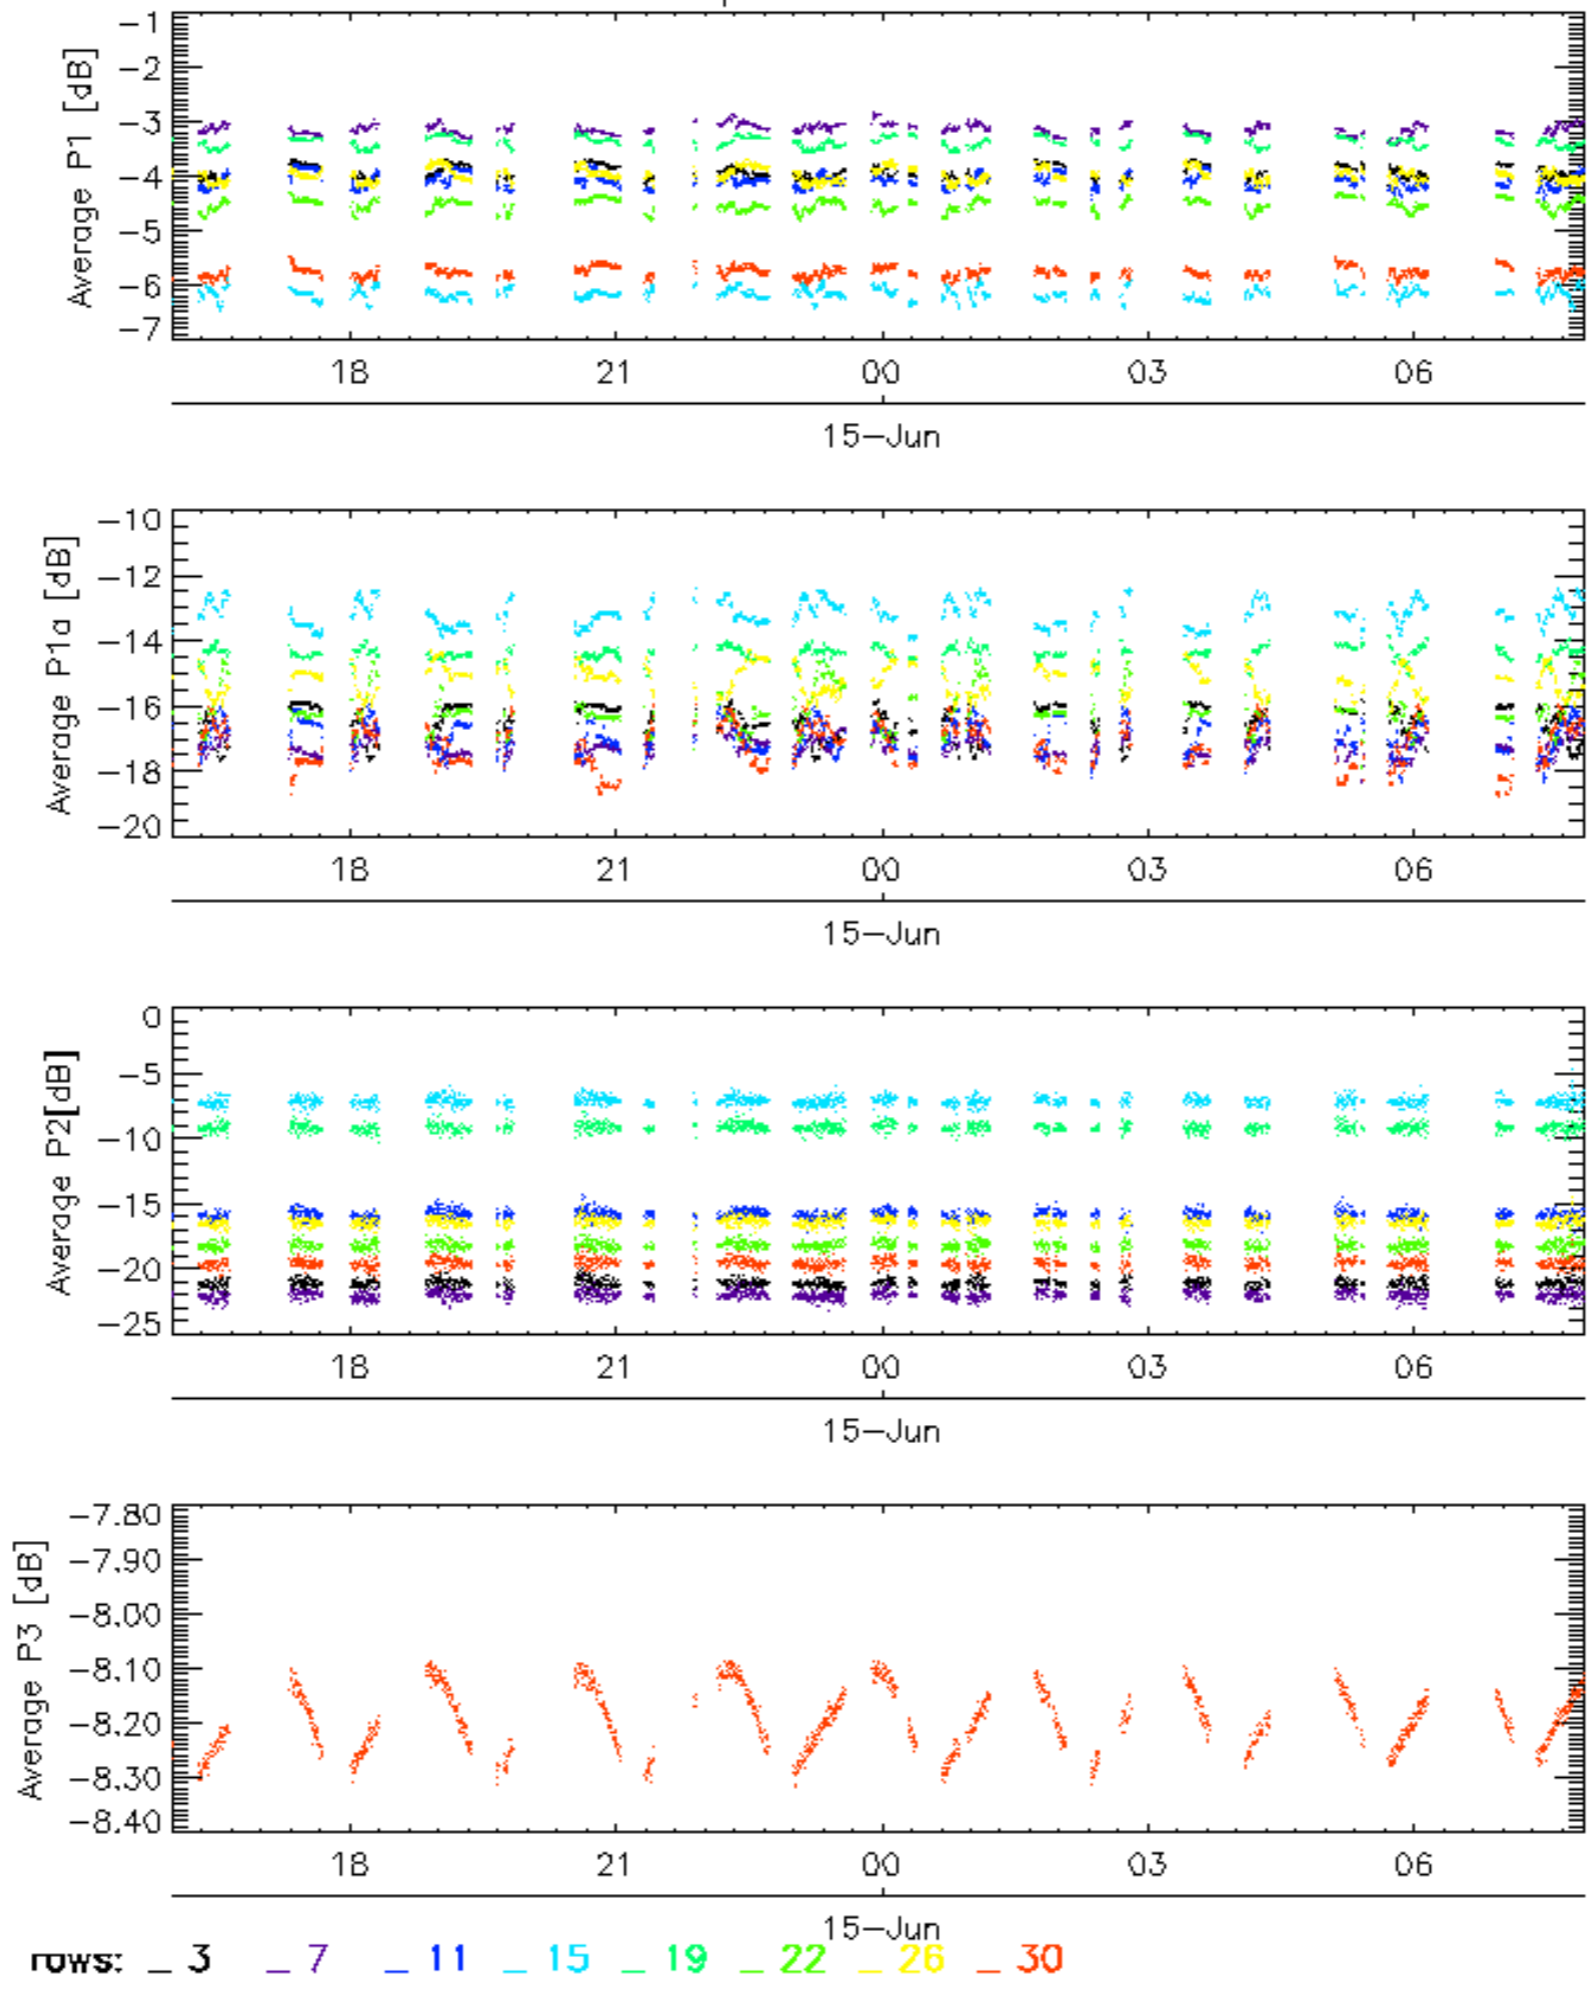 -1
-2
-3
-4
-5
-6
-7
Average P1 [dB]
18 21 00 03 06
15-Jun
-10
-12
-14
-16
-18
-20
Average P1a [dB]
18 21 00 03 06
15-Jun
0
-5
-10
-15
-20
-25
Average P2[dB]
18 21 00 03 06
15-Jun
-7.80
-7.90
-8.00
-8.10
-8.20
-8.30
-8.40
Average P3 [dB]
18 21 00 03 06
15-Jun
rows: _ 3 _ 7 _ 11 _ 15 _ 19 _ 22 _ 26 _ 30